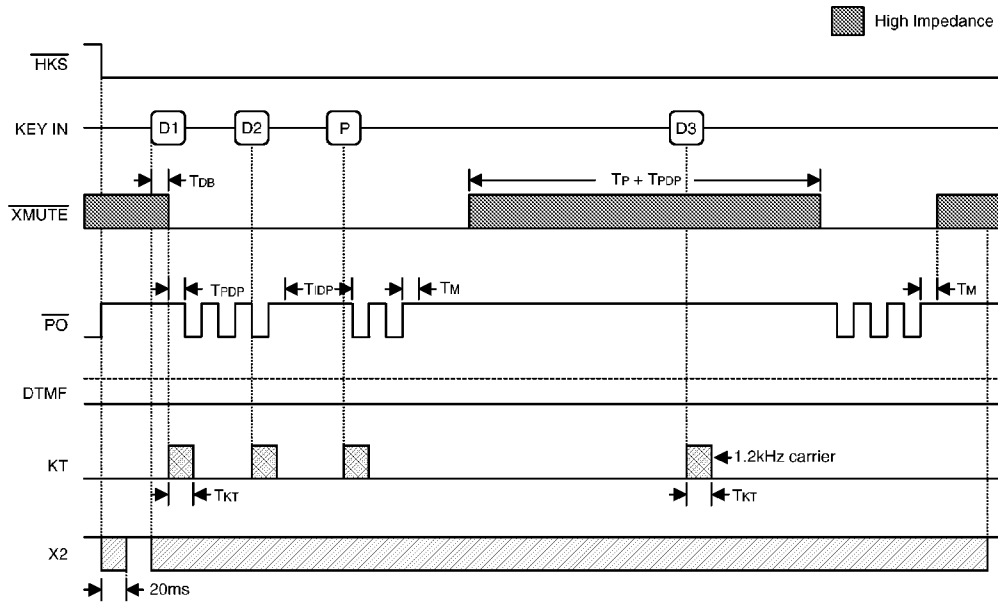 High Impedance
HKS
KEY IN D1 D2 P D3
TDB
TP + TPDP
XMUTE
TPDP TIDP TM TM
PO
DTMF
KT
1.2kHz carrier
TKT TKT
X2
20ms